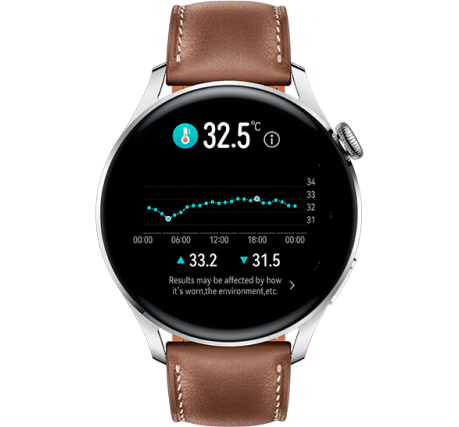 32.5°C
34
33
32
31
00:00 06:00 12:00 18:00 00:00
▲ 33.2 ▼ 31.5
Results may be affected by how
it's worn,the environment,etc.